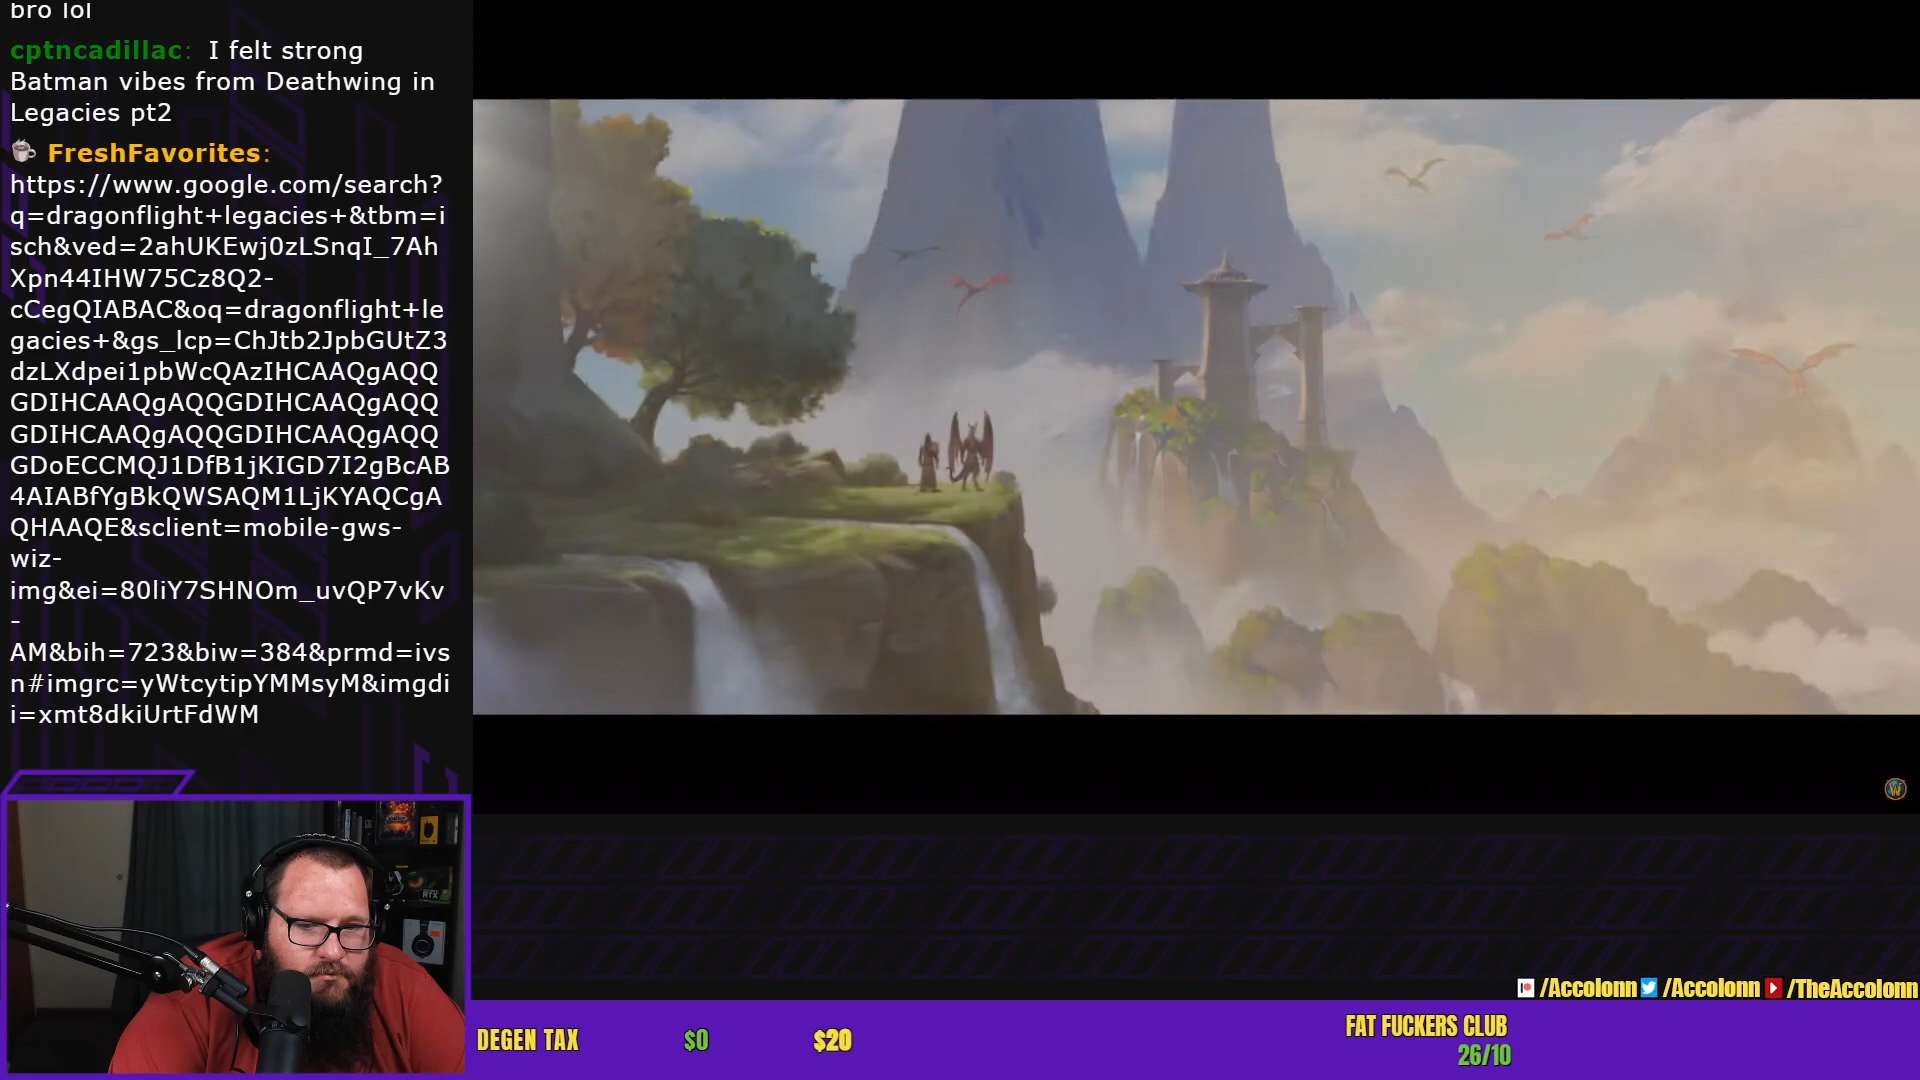 bro lol
cptncadillac: I felt strong
Batman vibes from Deathwing in
Legacies pt2
FreshFavorites:
https://www.google.com/search?
q=dragonflight+legacies+&tbm=i
sch&ved=2ahUKEwj0zLSnqI_7Ah
Xpn44IHW75Cz8Q2-
cCegQIABAC&oq=dragonflight+le
gacies+&gs_lcp=ChJtb2JpbGUtZ3
dzLXdpei1pbWcQAzIHCAAQgAQQ
GDIHCAAQgAQQGDIHCAAQgAQQ
GDIHCAAQgAQQGDIHCAAQgAQQ
GDoECCMQJ1DfB1jKIGD7I2gBcAB
4AIABfYgBkQWSAQM1LjKYAQCgA
QHAAQE&sclient=mobile-gws-
wiz-
img&ei=80liY7SHNOm_uvQP7vKv
-
AM&bih=723&biw=384&prmd=ivs
n#imgrc=yWtcytipYMMsyM&imgdi
i=xmt8dkiUrtFdWM
RTX
/Accolonn /Accolonn /TheAccolonn
DEGEN TAX $0 $20
FAT FUCKERS CLUB
26/10